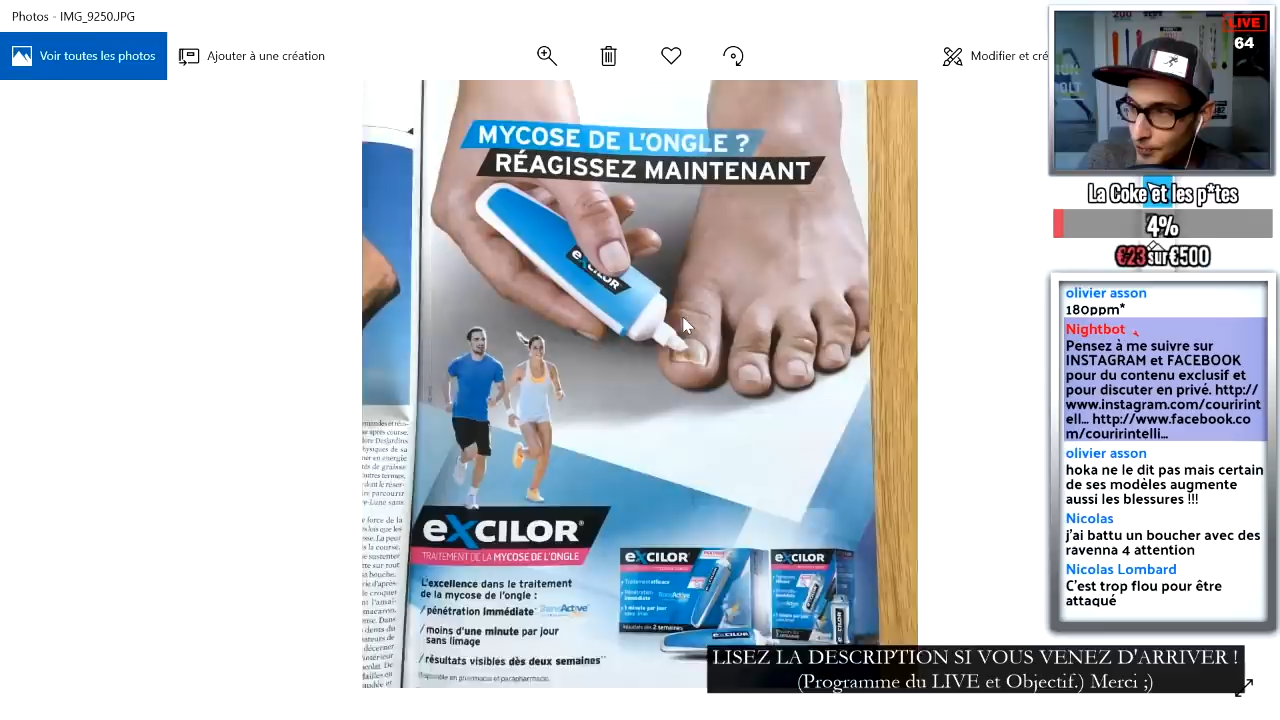 Photos - IMG_9250.JPG
Voir toutes les photos
Ajouter à une création
Modifier et cré
LIVE
64
MYCOSE DE L'ONGLE ?
RÉAGISSEZ MAINTENANT
eXCILOR
La Coke et les p*tes
4%
€23 sur €500
olivier asson
180ppm*
Nightbot
Pensez à me suivre sur
INSTAGRAM et FACEBOOK
pour du contenu exclusif et
pour discuter en privé. http://
www.instagram.com/courirint
ell... http://www.facebook.co
m/couririntelli...
olivier asson
hoka ne le dit pas mais certain
de ses modèles augmente
aussi les blessures !!!
Nicolas
j'ai battu un boucher avec des
ravenna 4 attention
Nicolas Lombard
C'est trop flou pour être
attaqué
eXCILOR®
TRAITEMENT DE LA MYCOSE DE L'ONGLE
L'excellence dans le traitement
de la mycose de l'ongle :
/ pénétration immédiate
/ moins d'une minute par jour
sans limage
/ résultats visibles dès deux semaines**
Disponible en pharmacie et parapharmacie.
eXCILOR
eXCILOR
eXCILOR
LISEZ LA DESCRIPTION SI VOUS VENEZ D'ARRIVER !
(Programme du LIVE et Objectif.) Merci ;)